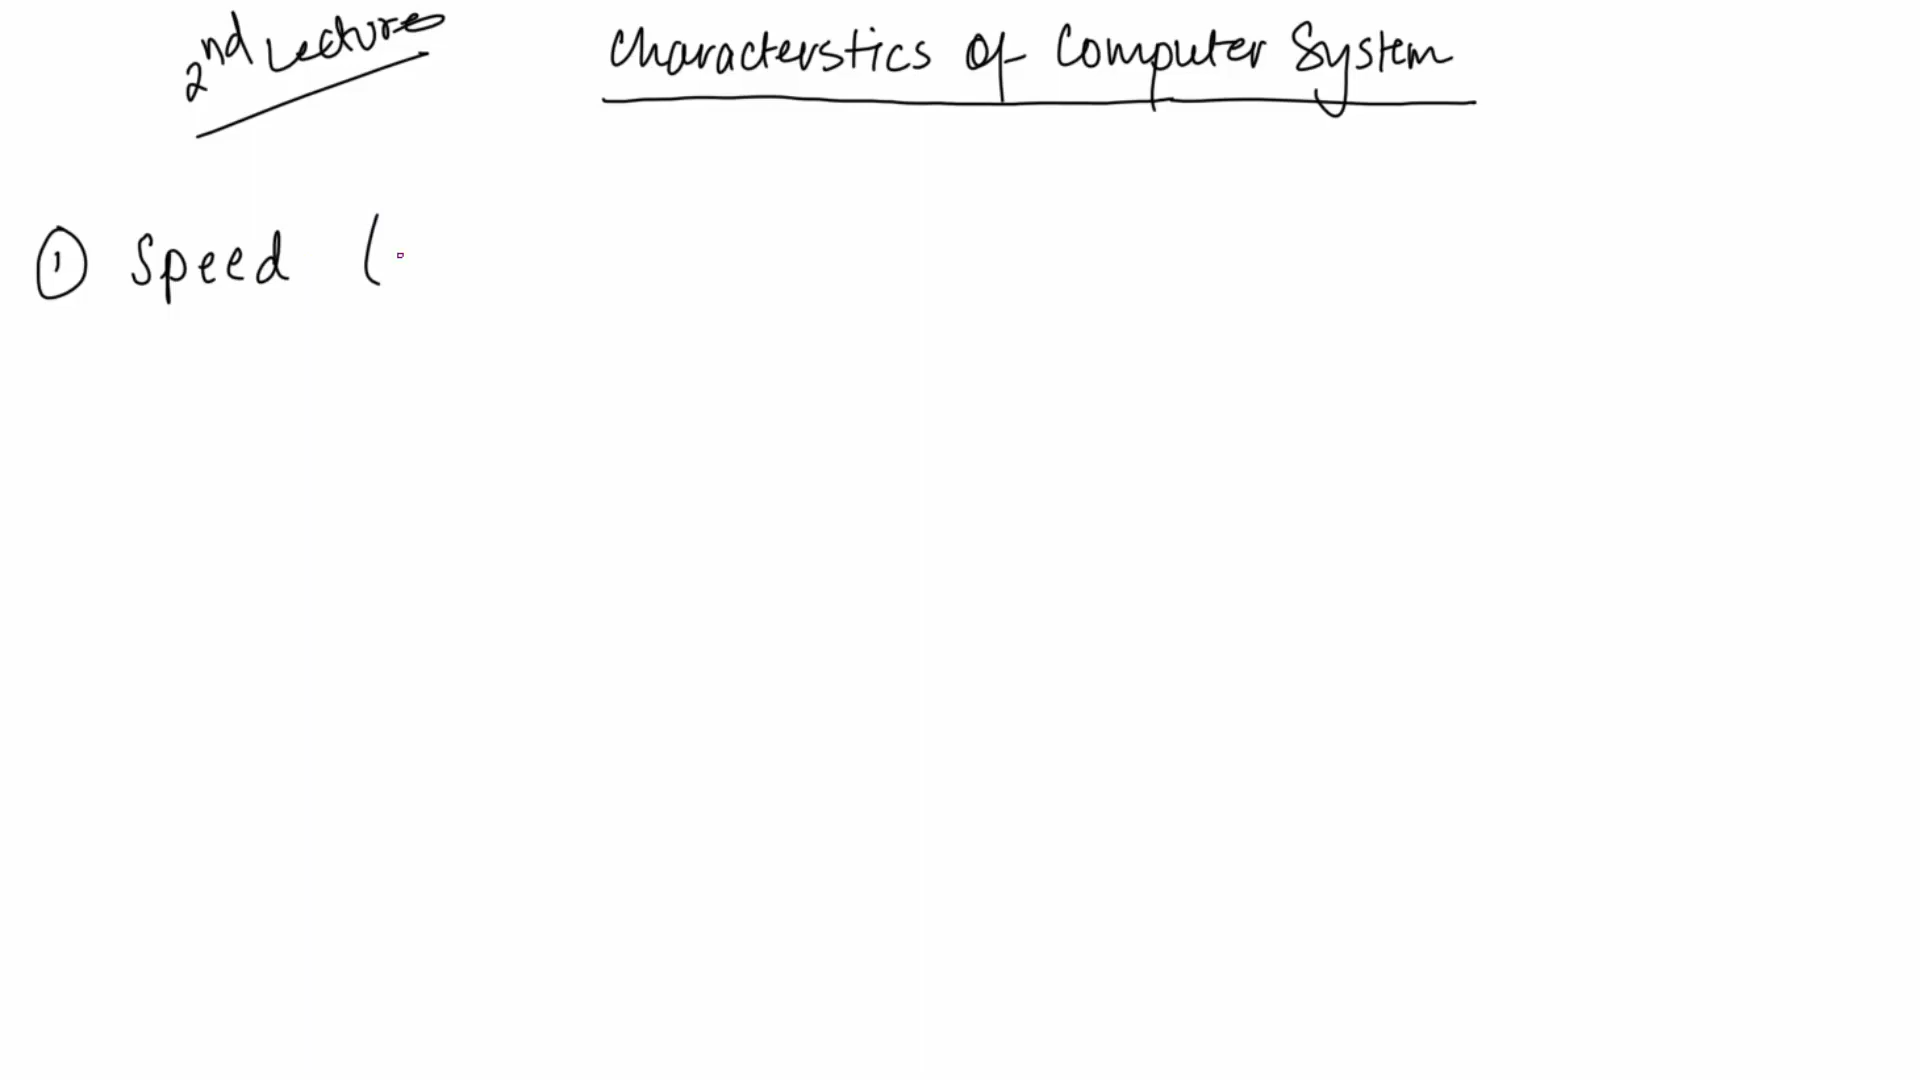 2nd Lecture
Characterstics of Computer System
① Speed (